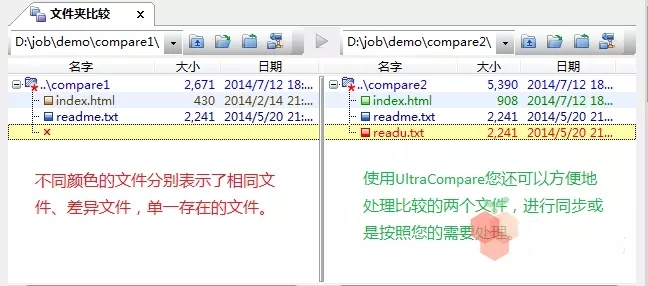 文件夹比较
D:\job\demo\compare1\ D:\job\demo\compare2\
名字 大小 日期 名字 大小 日期
..\compare1 2,671 2014/7/12 18:... ..\compare2 5,390 2014/7/12 18...
index.html 430 2014/2/14 21:... index.html 908 2014/7/12 18...
readme.txt 2,241 2014/5/20 21:... readme.txt 2,241 2014/5/20 21...
readu.txt 2,241 2014/5/20 21...
不同颜色的文件分别表示了相同文
件、差异文件，单一存在的文件。
使用UltraCompare您还可以方便地
处理比较的两个文件，进行同步或
是按照您的需要处理。